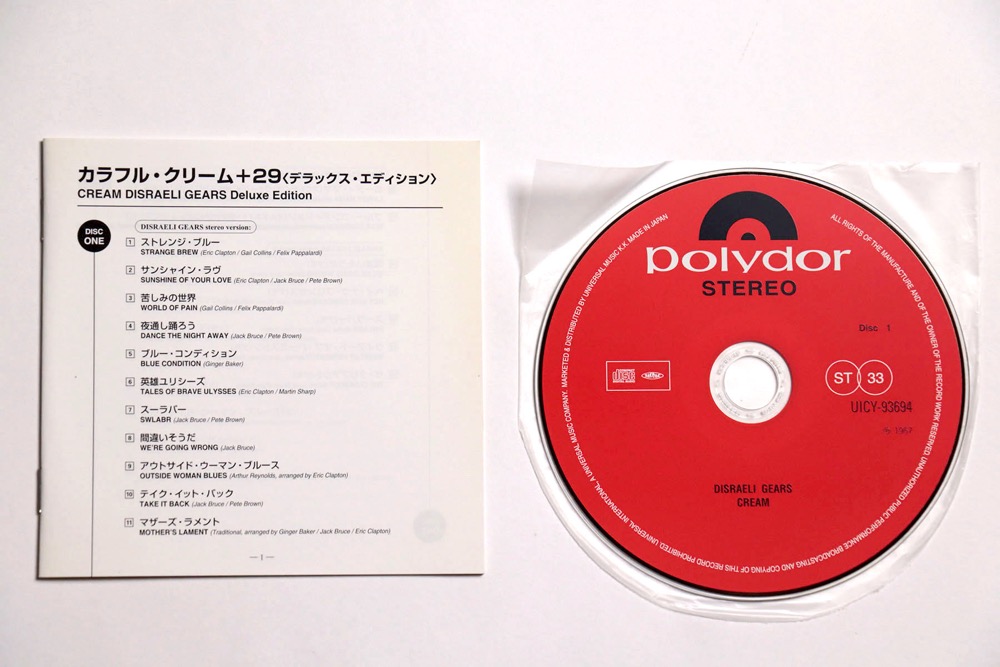 カラフル・クリーム+29〈デラックス・エディション〉
CREAM DISRAELI GEARS Deluxe Edition
DISC
ONE
DISRAELI GEARS stereo version:
1 ストレンジ・ブルー
STRANGE BREW (Eric Clapton / Gail Collins / Felix Pappalardi)
2 サンシャイン・ラヴ
SUNSHINE OF YOUR LOVE (Eric Clapton / Jack Bruce / Pete Brown)
3 苦しみの世界
WORLD OF PAIN (Gail Collins / Felix Pappalardi)
4 夜通し踊ろう
DANCE THE NIGHT AWAY (Jack Bruce / Pete Brown)
5 ブルー・コンディション
BLUE CONDITION (Ginger Baker)
6 英雄ユリシーズ
TALES OF BRAVE ULYSSES (Eric Clapton / Martin Sharp)
7 スーラバー
SWLABR (Jack Bruce / Pete Brown)
8 間違いそうだ
WE'RE GOING WRONG (Jack Bruce)
9 アウトサイド・ウーマン・ブルース
OUTSIDE WOMAN BLUES (Arthur Reynolds, arranged by Eric Clapton)
10 テイク・イット・バック
TAKE IT BACK (Jack Bruce / Pete Brown)
11 マザーズ・ラメント
MOTHER'S LAMENT (Traditional, arranged by Ginger Baker / Jack Bruce / Eric Clapton)
— 1 —
polydor
STEREO
Disc 1
COMPACT disc DIGITAL AUDIO
ST 33
UICY-93694
℗ 1967
DISRAELI GEARS
CREAM
ALL RIGHTS OF THE MANUFACTURE AND OF THE OWNER OF THE RECORD WORK RESERVED. UNAUTHORIZED PUBLIC PERFORMANCE BROADCASTING AND COPYING OF THIS RECORD PROHIBITED. UNIVERSAL INTERNATIONAL, A UNIVERSAL MUSIC COMPANY. MARKETED & DISTRIBUTED BY UNIVERSAL MUSIC K.K. MADE IN JAPAN